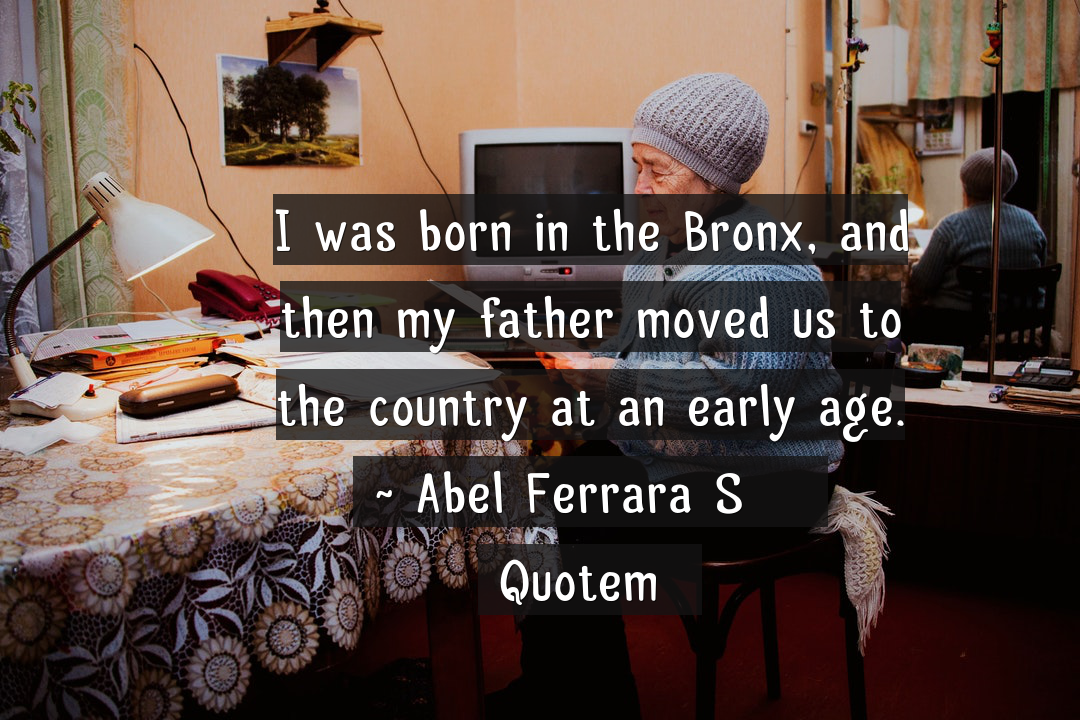 I was born in the Bronx, and
then my father moved us to
the country at an early age.
~ Abel Ferrara S
Quotem